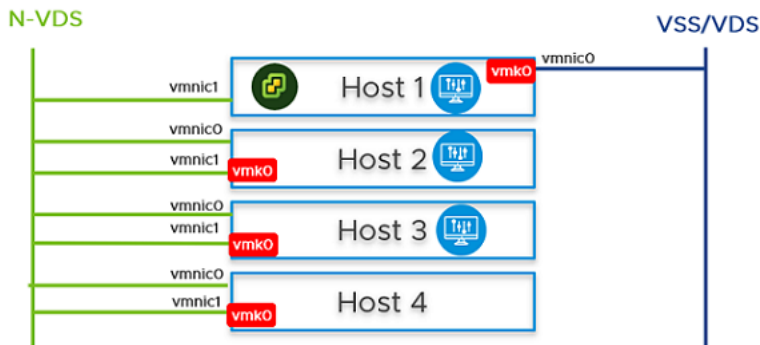 N-VDS
VSS/VDS
vmnic1
Host 1
vmk0
vmnic0
vmnic0
vmnic1
vmk0
Host 2
vmnic0
vmnic1
vmk0
Host 3
vmnic0
vmnic1
vmk0
Host 4